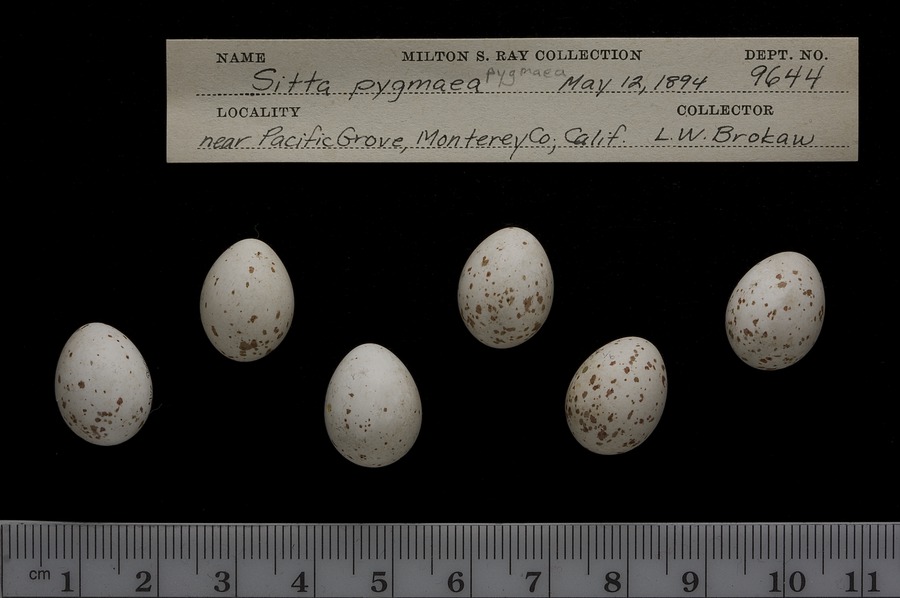 NAME MILTON S. RAY COLLECTION DEPT. NO.
Sitta pygmaea pygmaea May 12, 1894 9644
LOCALITY COLLECTOR
near Pacific Grove, Monterey Co., Calif. L.W. Brokaw
cm 1 2 3 4 5 6 7 8 9 10 11